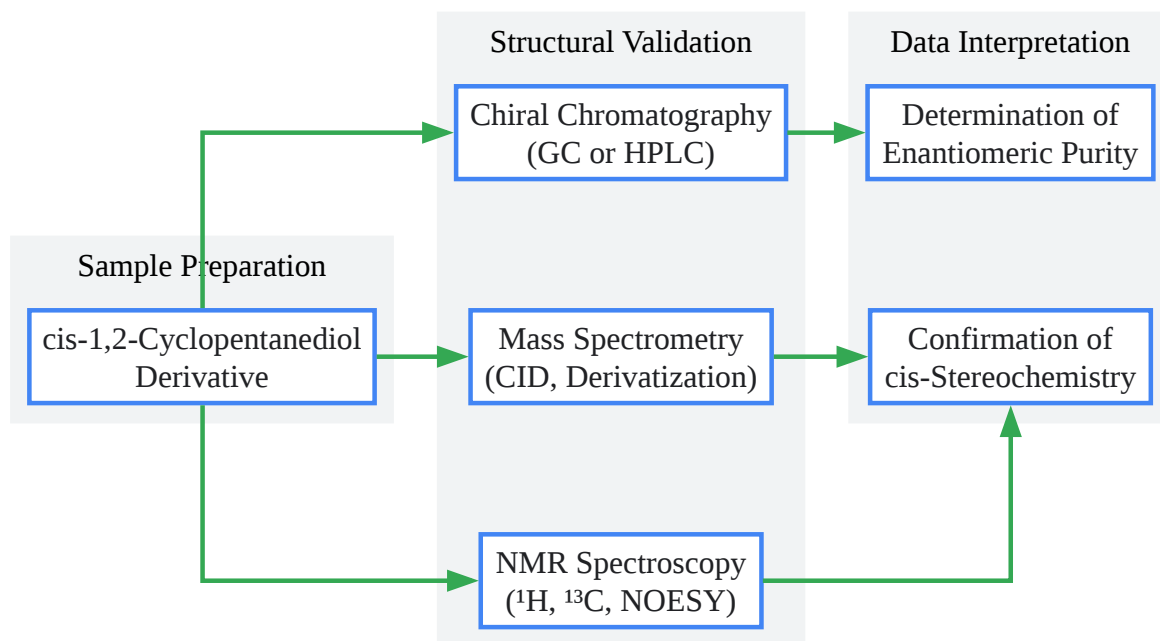 Structural Validation
Data Interpretation
Chiral Chromatography
(GC or HPLC)
Determination of
Enantiomeric Purity
Sample Preparation
cis-1,2-Cyclopentanediol
Derivative
Mass Spectrometry
(CID, Derivatization)
Confirmation of
cis-Stereochemistry
NMR Spectroscopy
(¹H, ¹³C, NOESY)